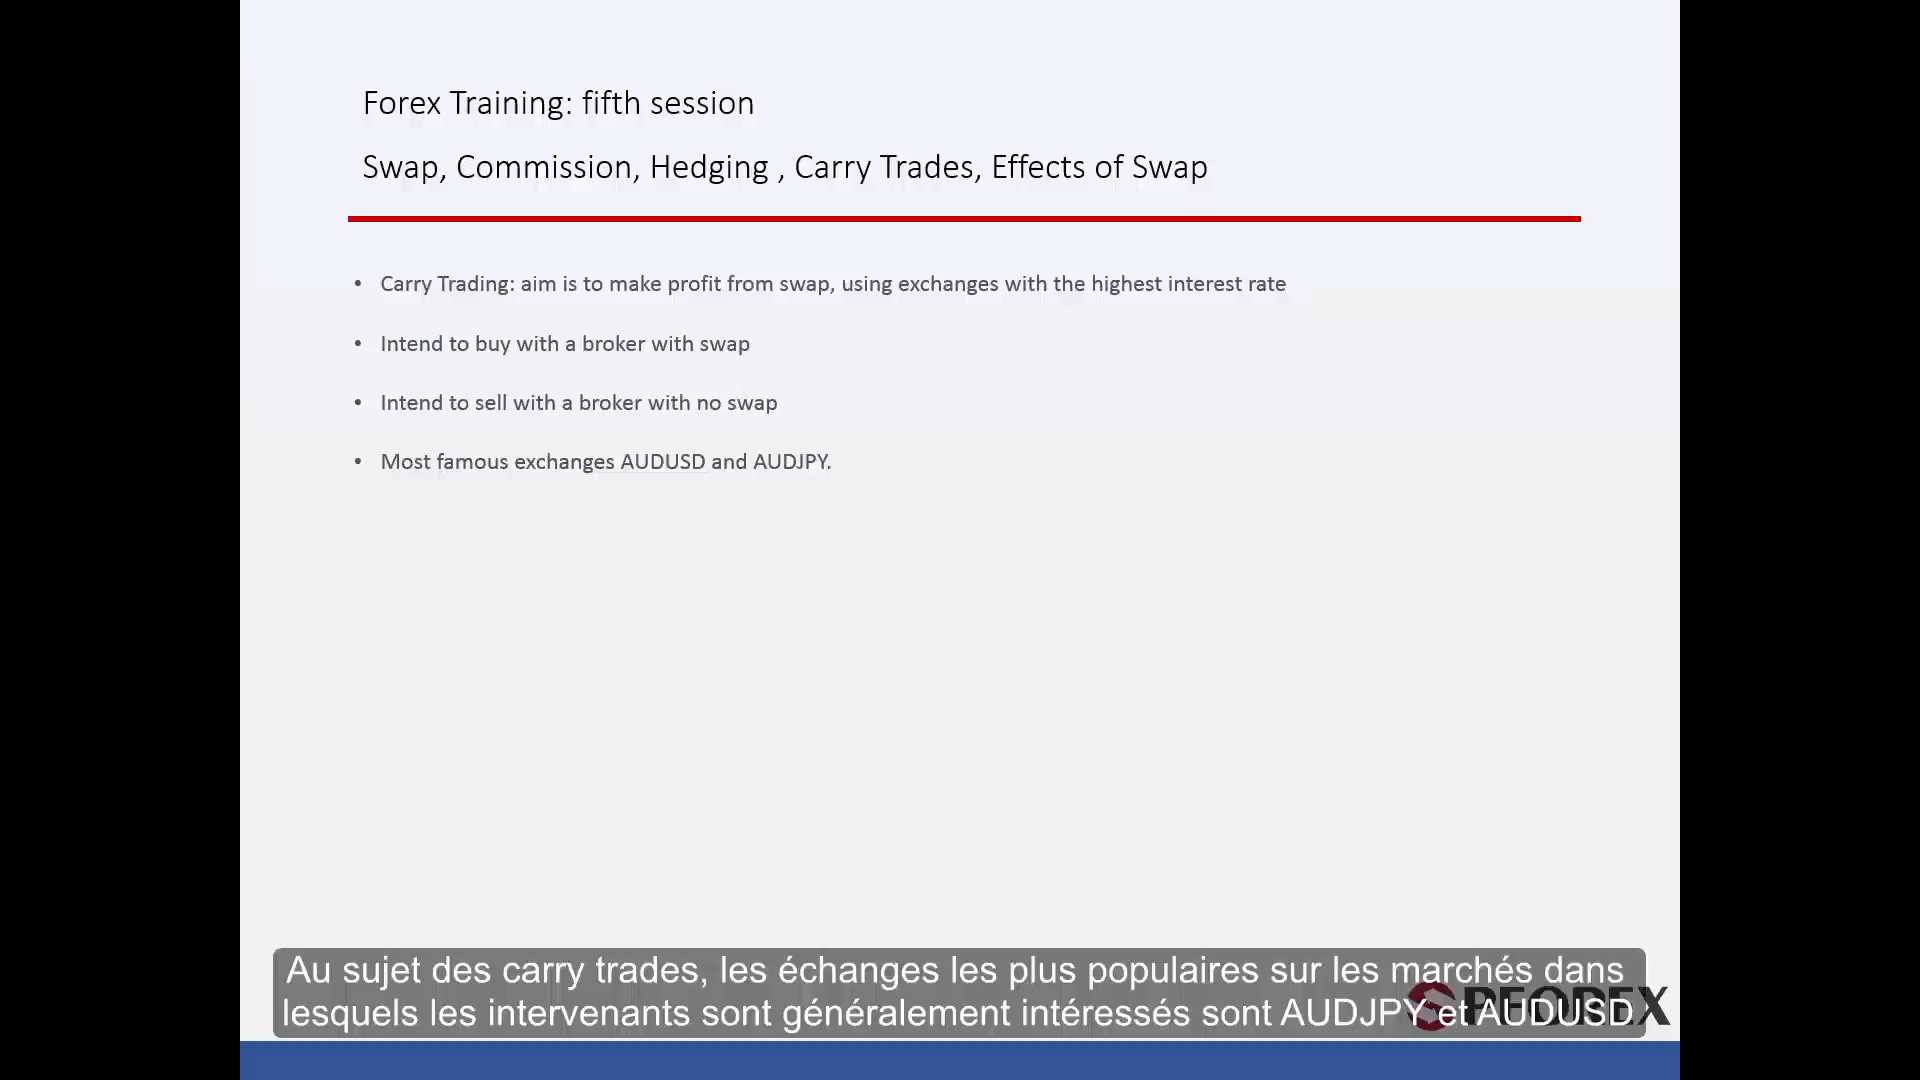 Forex Training: fifth session
Swap, Commission, Hedging , Carry Trades, Effects of Swap
• Carry Trading: aim is to make profit from swap, using exchanges with the highest interest rate
• Intend to buy with a broker with swap
• Intend to sell with a broker with no swap
• Most famous exchanges AUDUSD and AUDJPY.
Au sujet des carry trades, les échanges les plus populaires sur les marchés dans
lesquels les intervenants sont généralement intéressés sont AUDJPY et AUDUSD